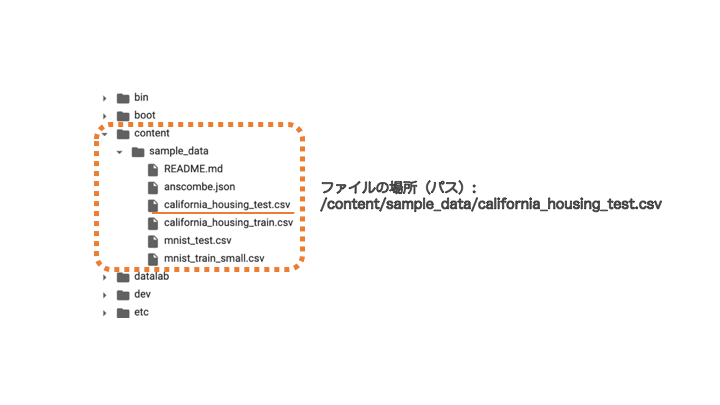 bin
boot
content
sample_data
README.md
anscombe.json
california_housing_test.csv
california_housing_train.csv
mnist_test.csv
mnist_train_small.csv
datalab
dev
etc
ファイルの場所（パス）:
/content/sample_data/california_housing_test.csv